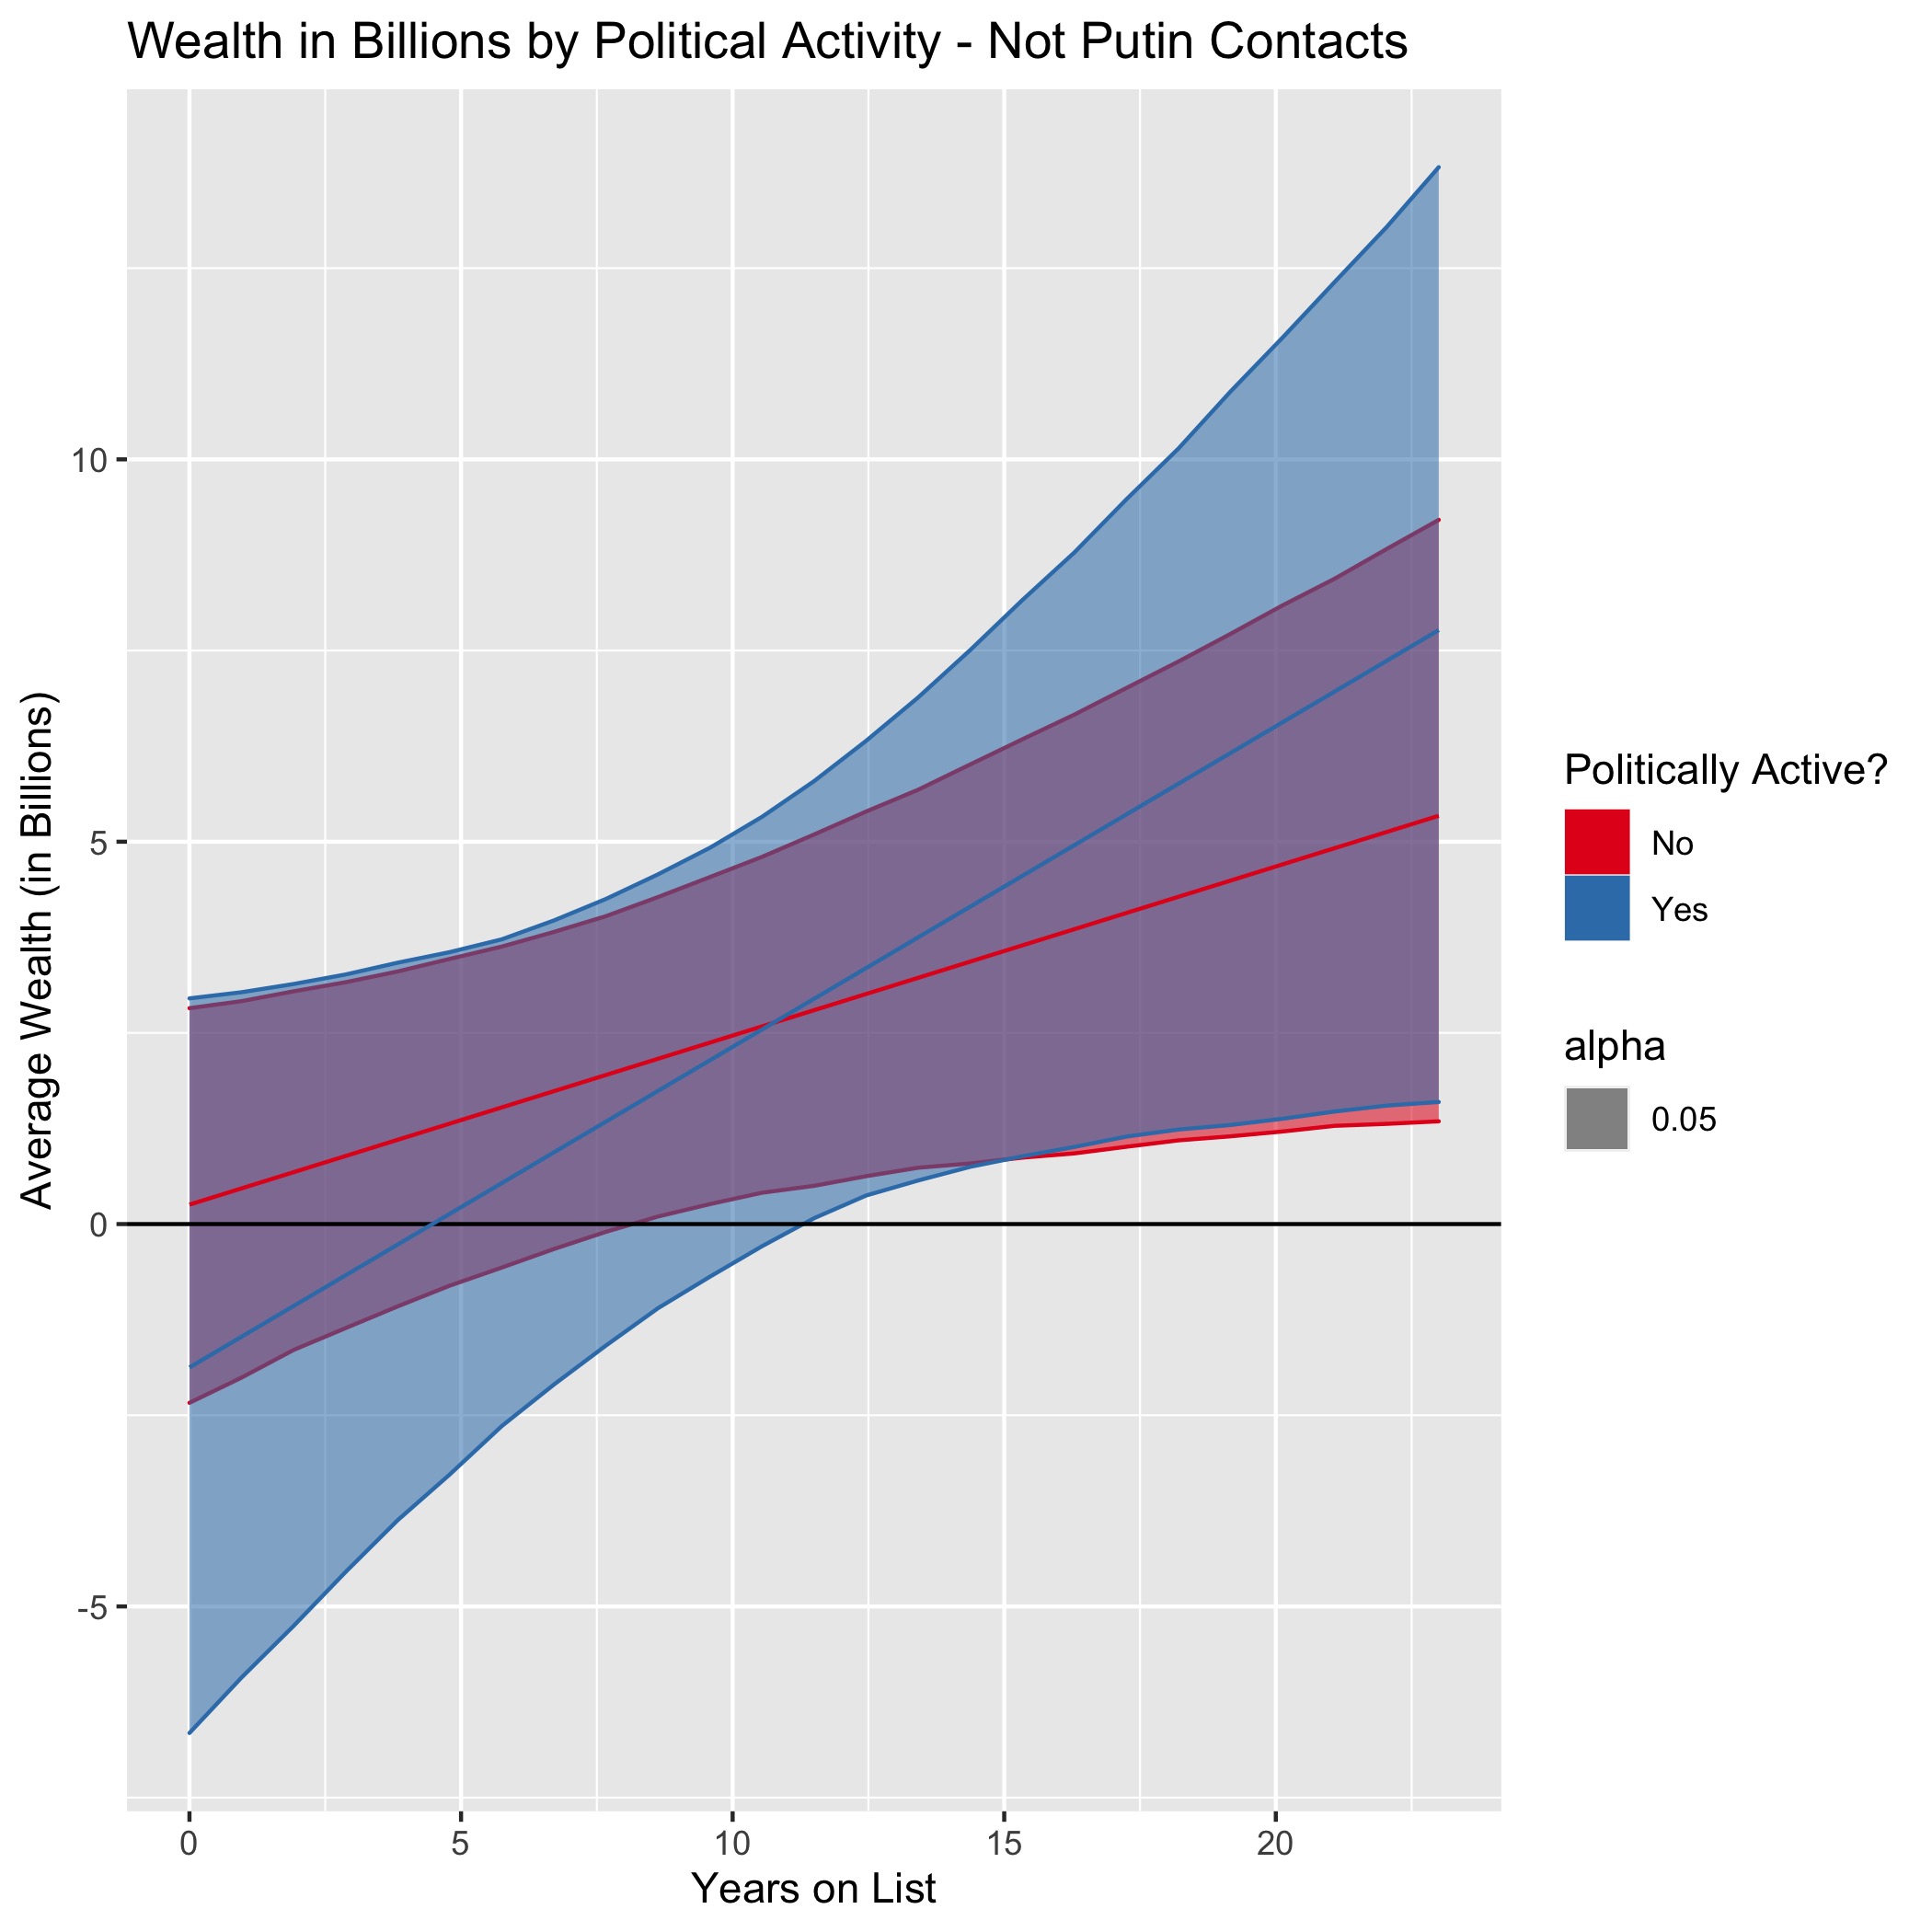 Wealth in Billions by Political Activity - Not Putin Contacts
Average Wealth (in Billions)
10
5
0
-5
0 5 10 15 20
Years on List
Politically Active?
No
Yes
alpha
0.05